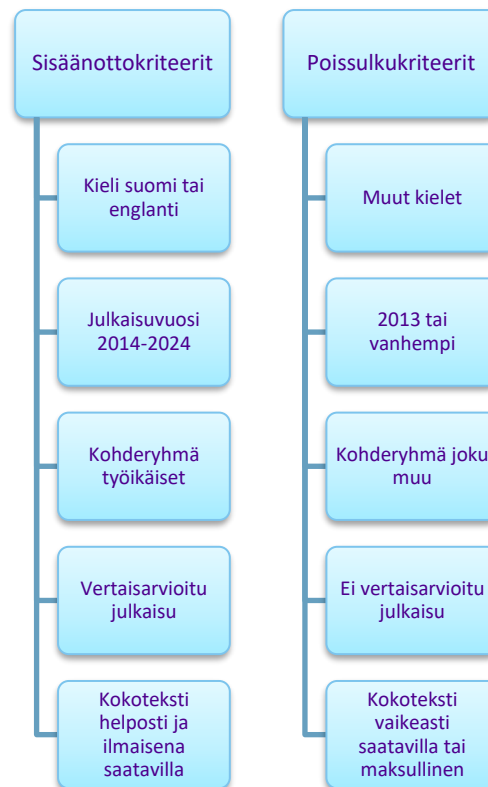 Sisäänottokriteerit
Kieli suomi tai
englanti
Julkaisuvuosi
2014-2024
Kohderyhmä
työikäiset
Vertaisarvioitu
julkaisu
Kokoteksti
helposti ja
ilmaisena
saatavilla
Poissulkukriteerit
Muut kielet
2013 tai
vanhempi
Kohderyhmä joku
muu
Ei vertaisarvioitu
julkaisu
Kokoteksti
vaikeasti
saatavilla tai
maksullinen